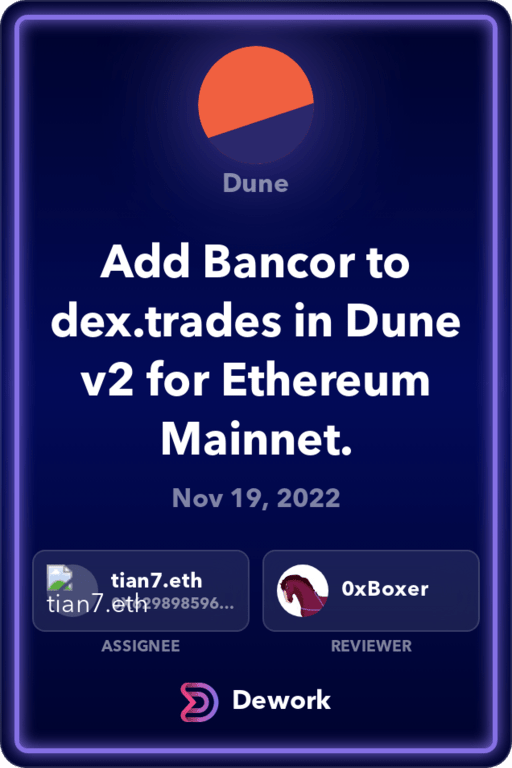 Dune
Add Bancor to
dex.trades in Dune
v2 for Ethereum
Mainnet.
Nov 19, 2022
tian7.eth
tian7.eth
0xBoxer
ASSIGNEE
REVIEWER
Dework